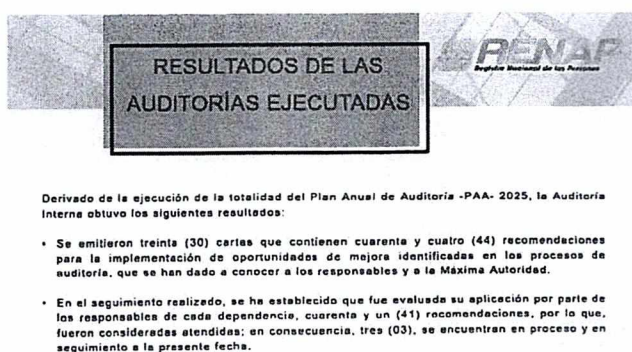 RESULTADOS DE LAS
AUDITORÍAS EJECUTADAS
RENAP
Registro Nacional de las Personas
Derivado de la ejecución de la totalidad del Plan Anual de Auditoría -PAA- 2025, la Auditoría
Interna obtuvo los siguientes resultados:
• Se emitieron treinta (30) cartas que contienen cuarenta y cuatro (44) recomendaciones
para la implementación de oportunidades de mejora identificadas en los procesos de
auditoría, que se han dado a conocer a los responsables y a la Máxima Autoridad.
• En el seguimiento realizado, se ha establecido que fue evaluada su aplicación por parte de
los responsables de cada dependencia, cuarenta y un (41) recomendaciones, por lo que,
fueron consideradas atendidas; en consecuencia, tres (03), se encuentran en proceso y en
seguimiento a la presente fecha.